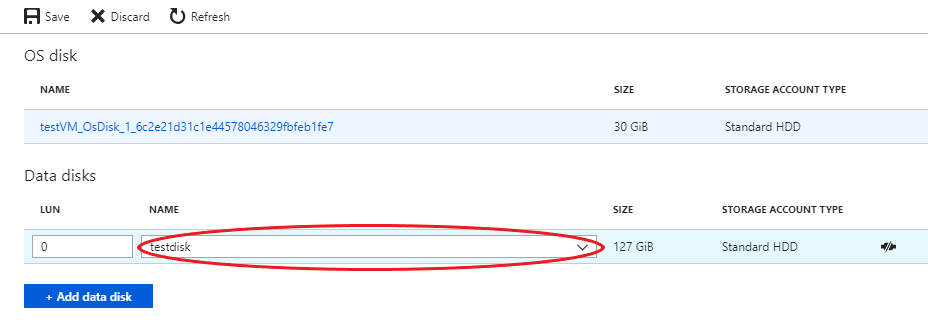 Save Discard Refresh
OS disk
NAME SIZE STORAGE ACCOUNT TYPE
testVM_OsDisk_1_6c2e21d31c1e44578046329fbfeb1fe7 30 GiB Standard HDD
Data disks
LUN NAME SIZE STORAGE ACCOUNT TYPE
0 testdisk 127 GiB Standard HDD
+ Add data disk